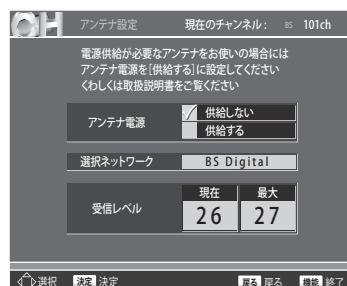 アンテナ設定 現在のチャンネル： BS 101ch
電源供給が必要なアンテナをお使いの場合には
アンテナ電源を[供給する]に設定してください
くわしくは取扱説明書をご覧ください
アンテナ電源
供給しない
供給する
選択ネットワーク BS Digital
受信レベル
現在 最大
26 27
選択 決定 決定 戻る 戻る 機能 終了